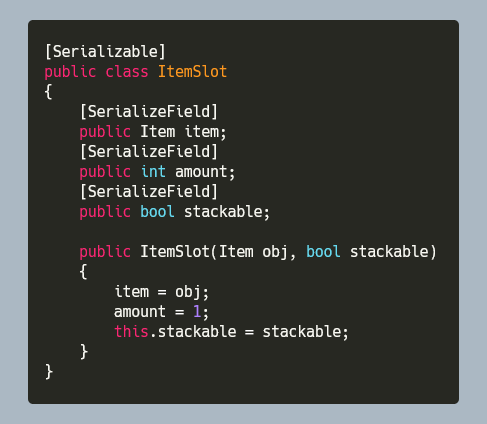 [Serializable]
public class ItemSlot
{
    [SerializeField]
    public Item item;
    [SerializeField]
    public int amount;
    [SerializeField]
    public bool stackable;

    public ItemSlot(Item obj, bool stackable)
    {
        item = obj;
        amount = 1;
        this.stackable = stackable;
    }
}